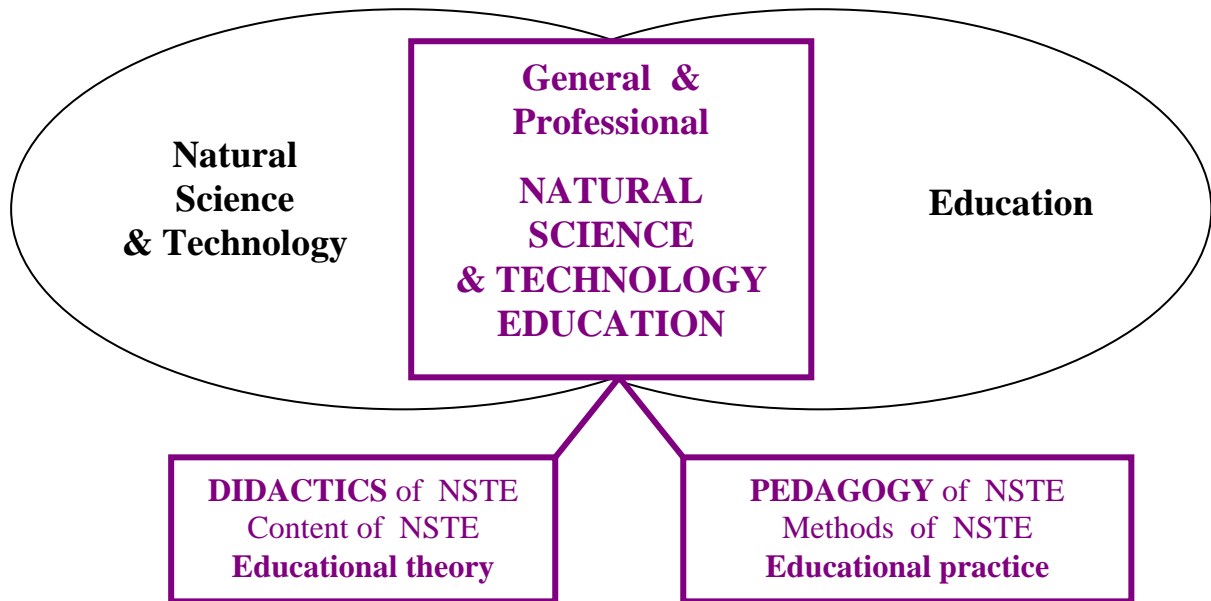 Natural
Science
& Technology
General &
Professional
NATURAL
SCIENCE
& TECHNOLOGY
EDUCATION
Education
DIDACTICS of NSTE
Content of NSTE
Educational theory
PEDAGOGY of NSTE
Methods of NSTE
Educational practice